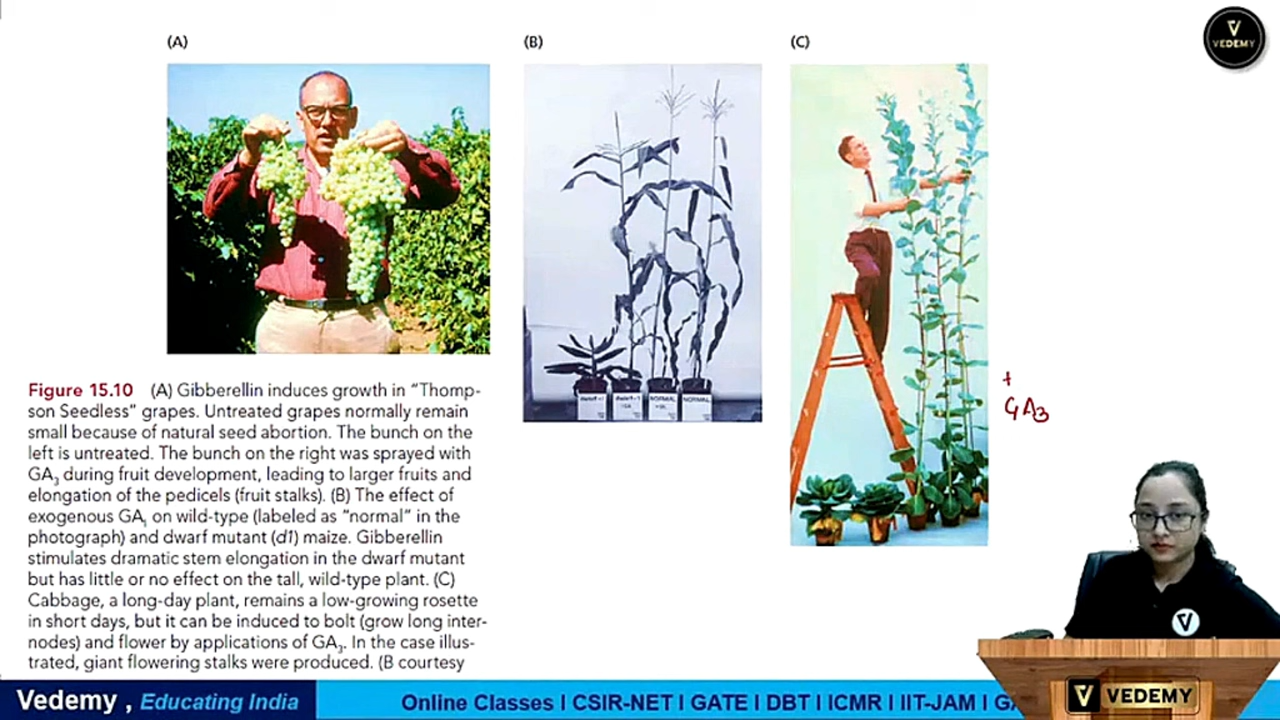 (A)
(B)
(C)
VEDEMY
NORMAL
NORMAL
+
GA3
Figure 15.10 (A) Gibberellin induces growth in “Thomp-
son Seedless” grapes. Untreated grapes normally remain
small because of natural seed abortion. The bunch on the
left is untreated. The bunch on the right was sprayed with
GA3 during fruit development, leading to larger fruits and
elongation of the pedicels (fruit stalks). (B) The effect of
exogenous GA1 on wild-type (labeled as “normal” in the
photograph) and dwarf mutant (d1) maize. Gibberellin
stimulates dramatic stem elongation in the dwarf mutant
but has little or no effect on the tall, wild-type plant. (C)
Cabbage, a long-day plant, remains a low-growing rosette
in short days, but it can be induced to bolt (grow long inter-
nodes) and flower by applications of GA3. In the case illus-
trated, giant flowering stalks were produced. (B courtesy
VEDEMY
Vedemy , Educating India
Online Classes I CSIR-NET I GATE I DBT I ICMR I IIT-JAM I